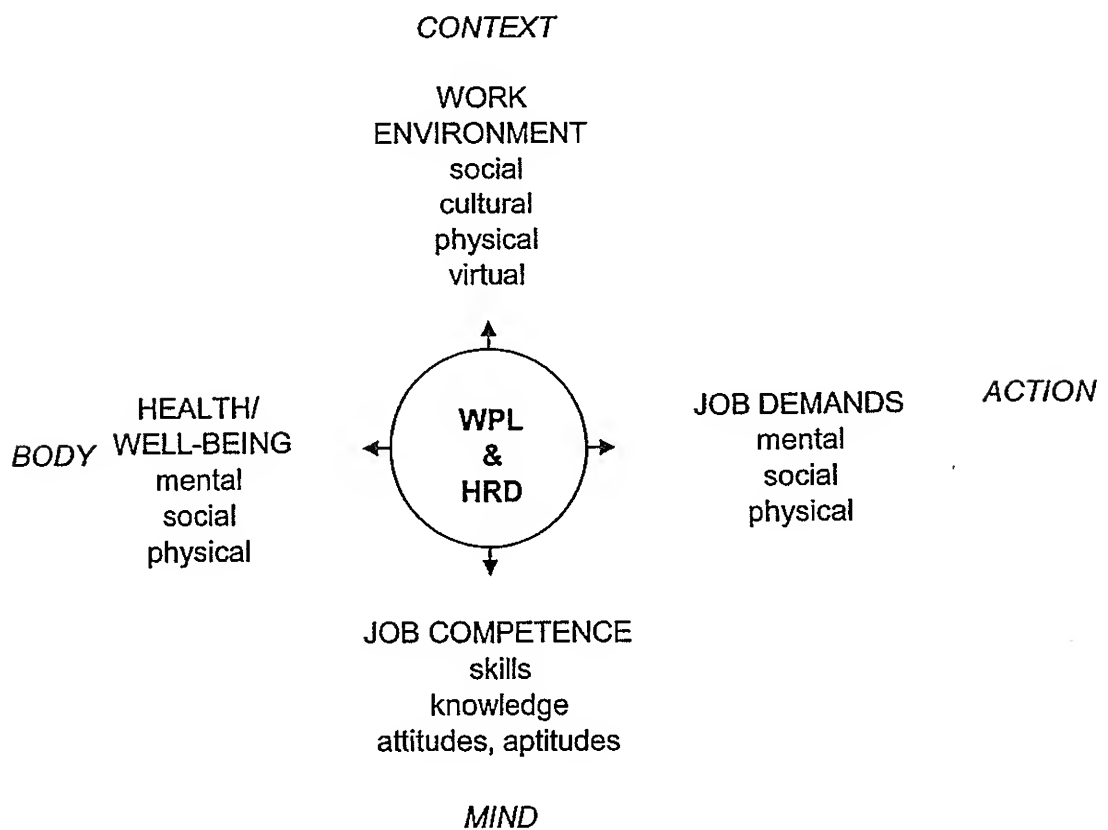 CONTEXT
WORK
ENVIRONMENT
social
cultural
physical
virtual
BODY
HEALTH/
WELL-BEING
mental
social
physical
WPL
&
HRD
JOB DEMANDS
mental
social
physical
ACTION
JOB COMPETENCE
skills
knowledge
attitudes, aptitudes
MIND